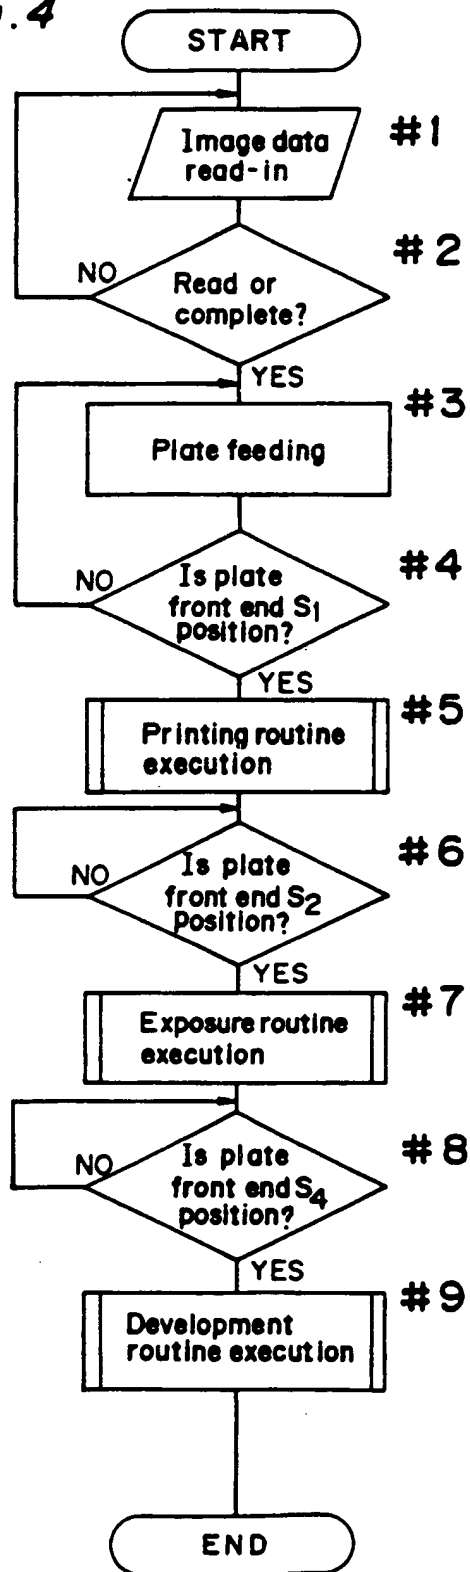 . 4
START
Image data
read-in
#1
#2
NO
Read or
complete?
YES
#3
Plate feeding
#4
NO
Is plate
front end S1
position?
YES
#5
Printing routine
execution
#6
NO
Is plate
front end S2
Position?
YES
#7
Exposure routine
execution
#8
NO
Is plate
front end S4
position?
YES
#9
Development
routine execution
END